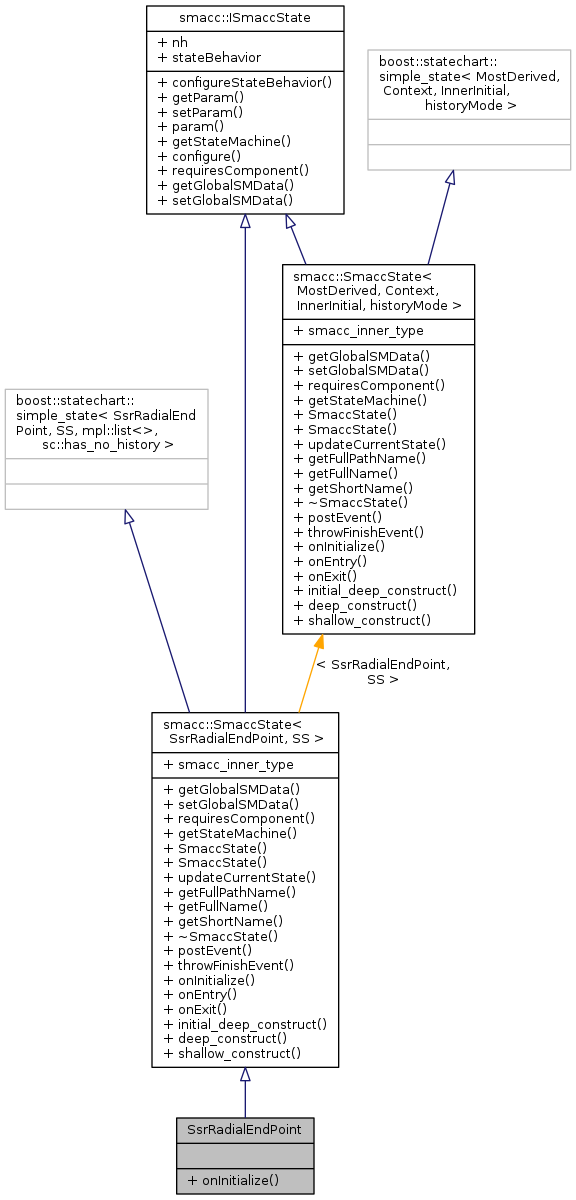 smacc::ISmaccState
+ nh
+ stateBehavior
+ configureStateBehavior()
+ getParam()
+ setParam()
+ param()
+ getStateMachine()
+ configure()
+ requiresComponent()
+ getGlobalSMData()
+ setGlobalSMData()
boost::statechart::
simple_state< MostDerived,
Context, InnerInitial,
historyMode >
smacc::SmaccState<
MostDerived, Context,
InnerInitial, historyMode >
+ smacc_inner_type
+ getGlobalSMData()
+ setGlobalSMData()
+ requiresComponent()
+ getStateMachine()
+ SmaccState()
+ SmaccState()
+ updateCurrentState()
+ getFullPathName()
+ getFullName()
+ getShortName()
+ ~SmaccState()
+ postEvent()
+ throwFinishEvent()
+ onInitialize()
+ onEntry()
+ onExit()
+ initial_deep_construct()
+ deep_construct()
+ shallow_construct()
boost::statechart::
simple_state< SsrRadialEnd
Point, SS, mpl::list<>,
sc::has_no_history >
< SsrRadialEndPoint,
SS >
smacc::SmaccState<
SsrRadialEndPoint, SS >
+ smacc_inner_type
+ getGlobalSMData()
+ setGlobalSMData()
+ requiresComponent()
+ getStateMachine()
+ SmaccState()
+ SmaccState()
+ updateCurrentState()
+ getFullPathName()
+ getFullName()
+ getShortName()
+ ~SmaccState()
+ postEvent()
+ throwFinishEvent()
+ onInitialize()
+ onEntry()
+ onExit()
+ initial_deep_construct()
+ deep_construct()
+ shallow_construct()
SsrRadialEndPoint
+ onInitialize()